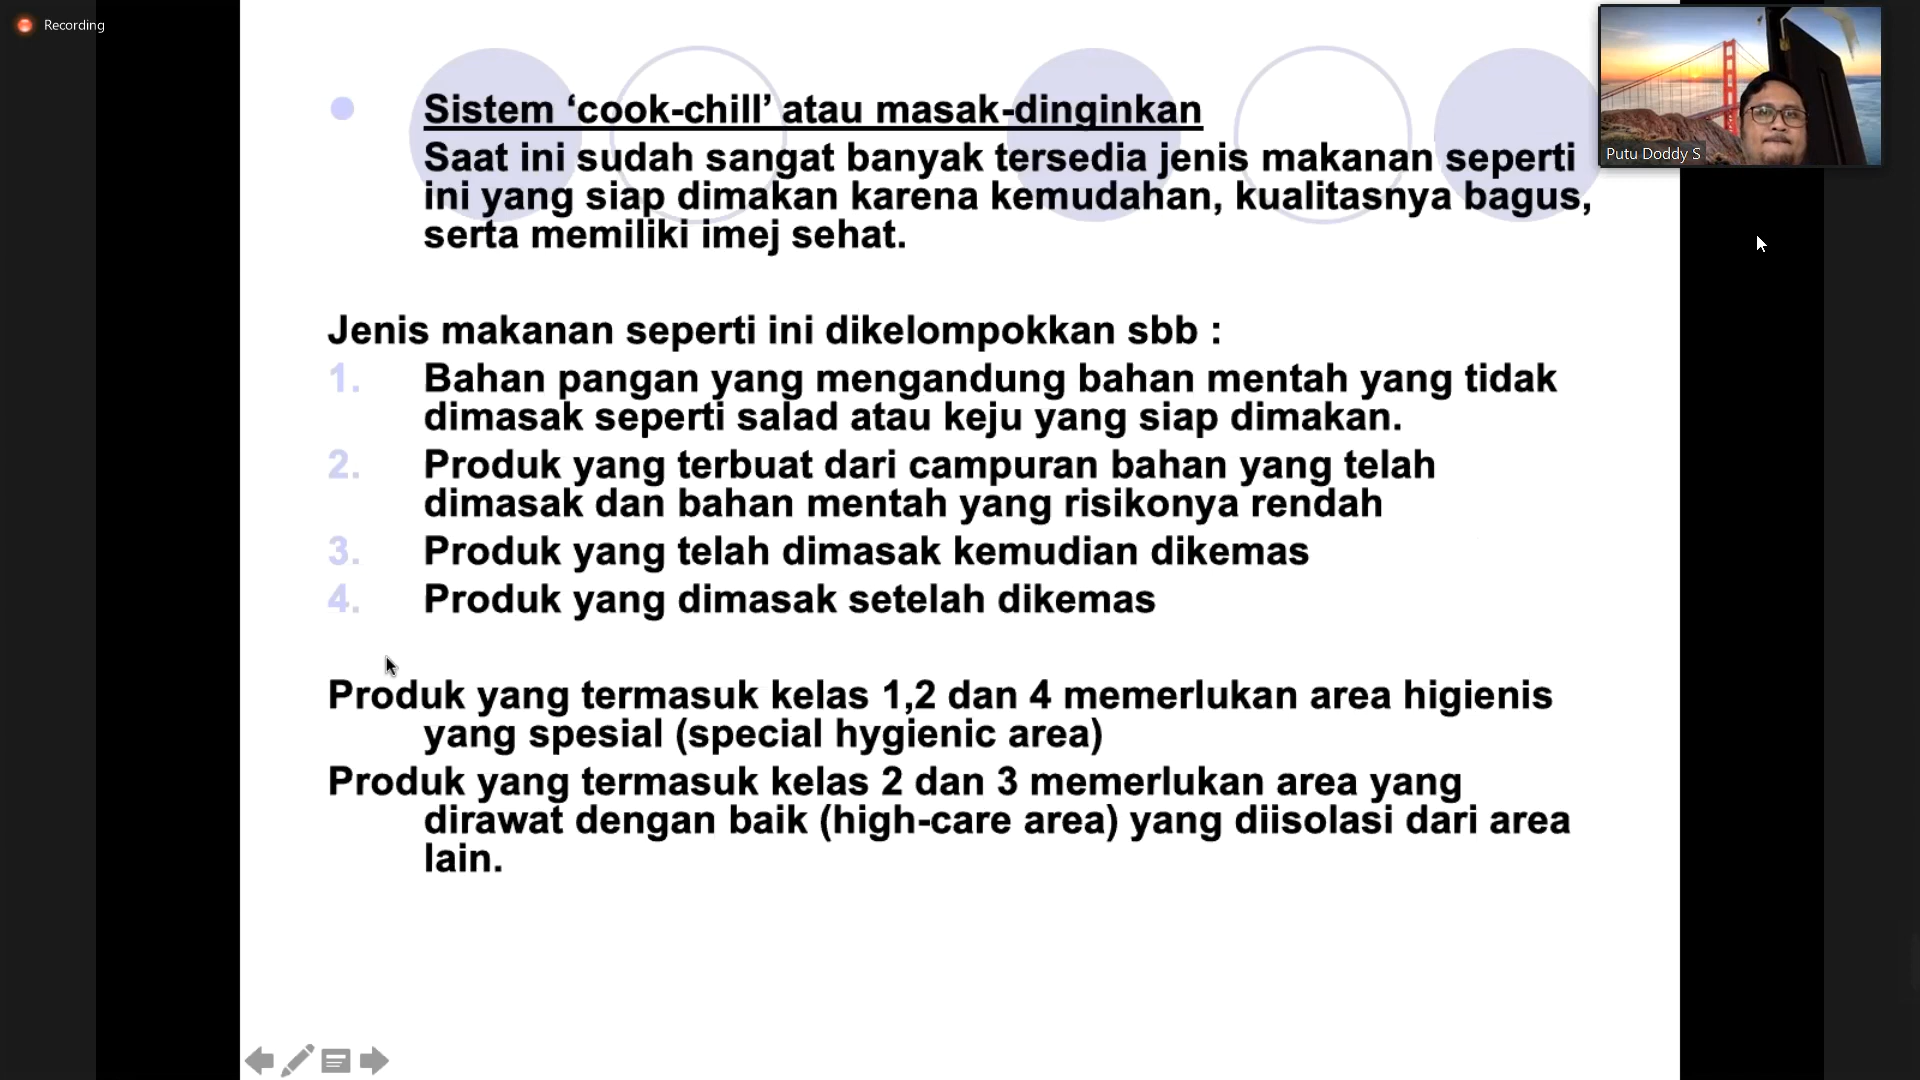 Recording
Sistem ‘cook-chill’ atau masak-dinginkan
Saat ini sudah sangat banyak tersedia jenis makanan seperti
ini yang siap dimakan karena kemudahan, kualitasnya bagus,
serta memiliki imej sehat.
Putu Doddy S
Jenis makanan seperti ini dikelompokkan sbb :
1. Bahan pangan yang mengandung bahan mentah yang tidak
dimasak seperti salad atau keju yang siap dimakan.
2. Produk yang terbuat dari campuran bahan yang telah
dimasak dan bahan mentah yang risikonya rendah
3. Produk yang telah dimasak kemudian dikemas
4. Produk yang dimasak setelah dikemas
Produk yang termasuk kelas 1,2 dan 4 memerlukan area higienis
yang spesial (special hygienic area)
Produk yang termasuk kelas 2 dan 3 memerlukan area yang
dirawat dengan baik (high-care area) yang diisolasi dari area
lain.